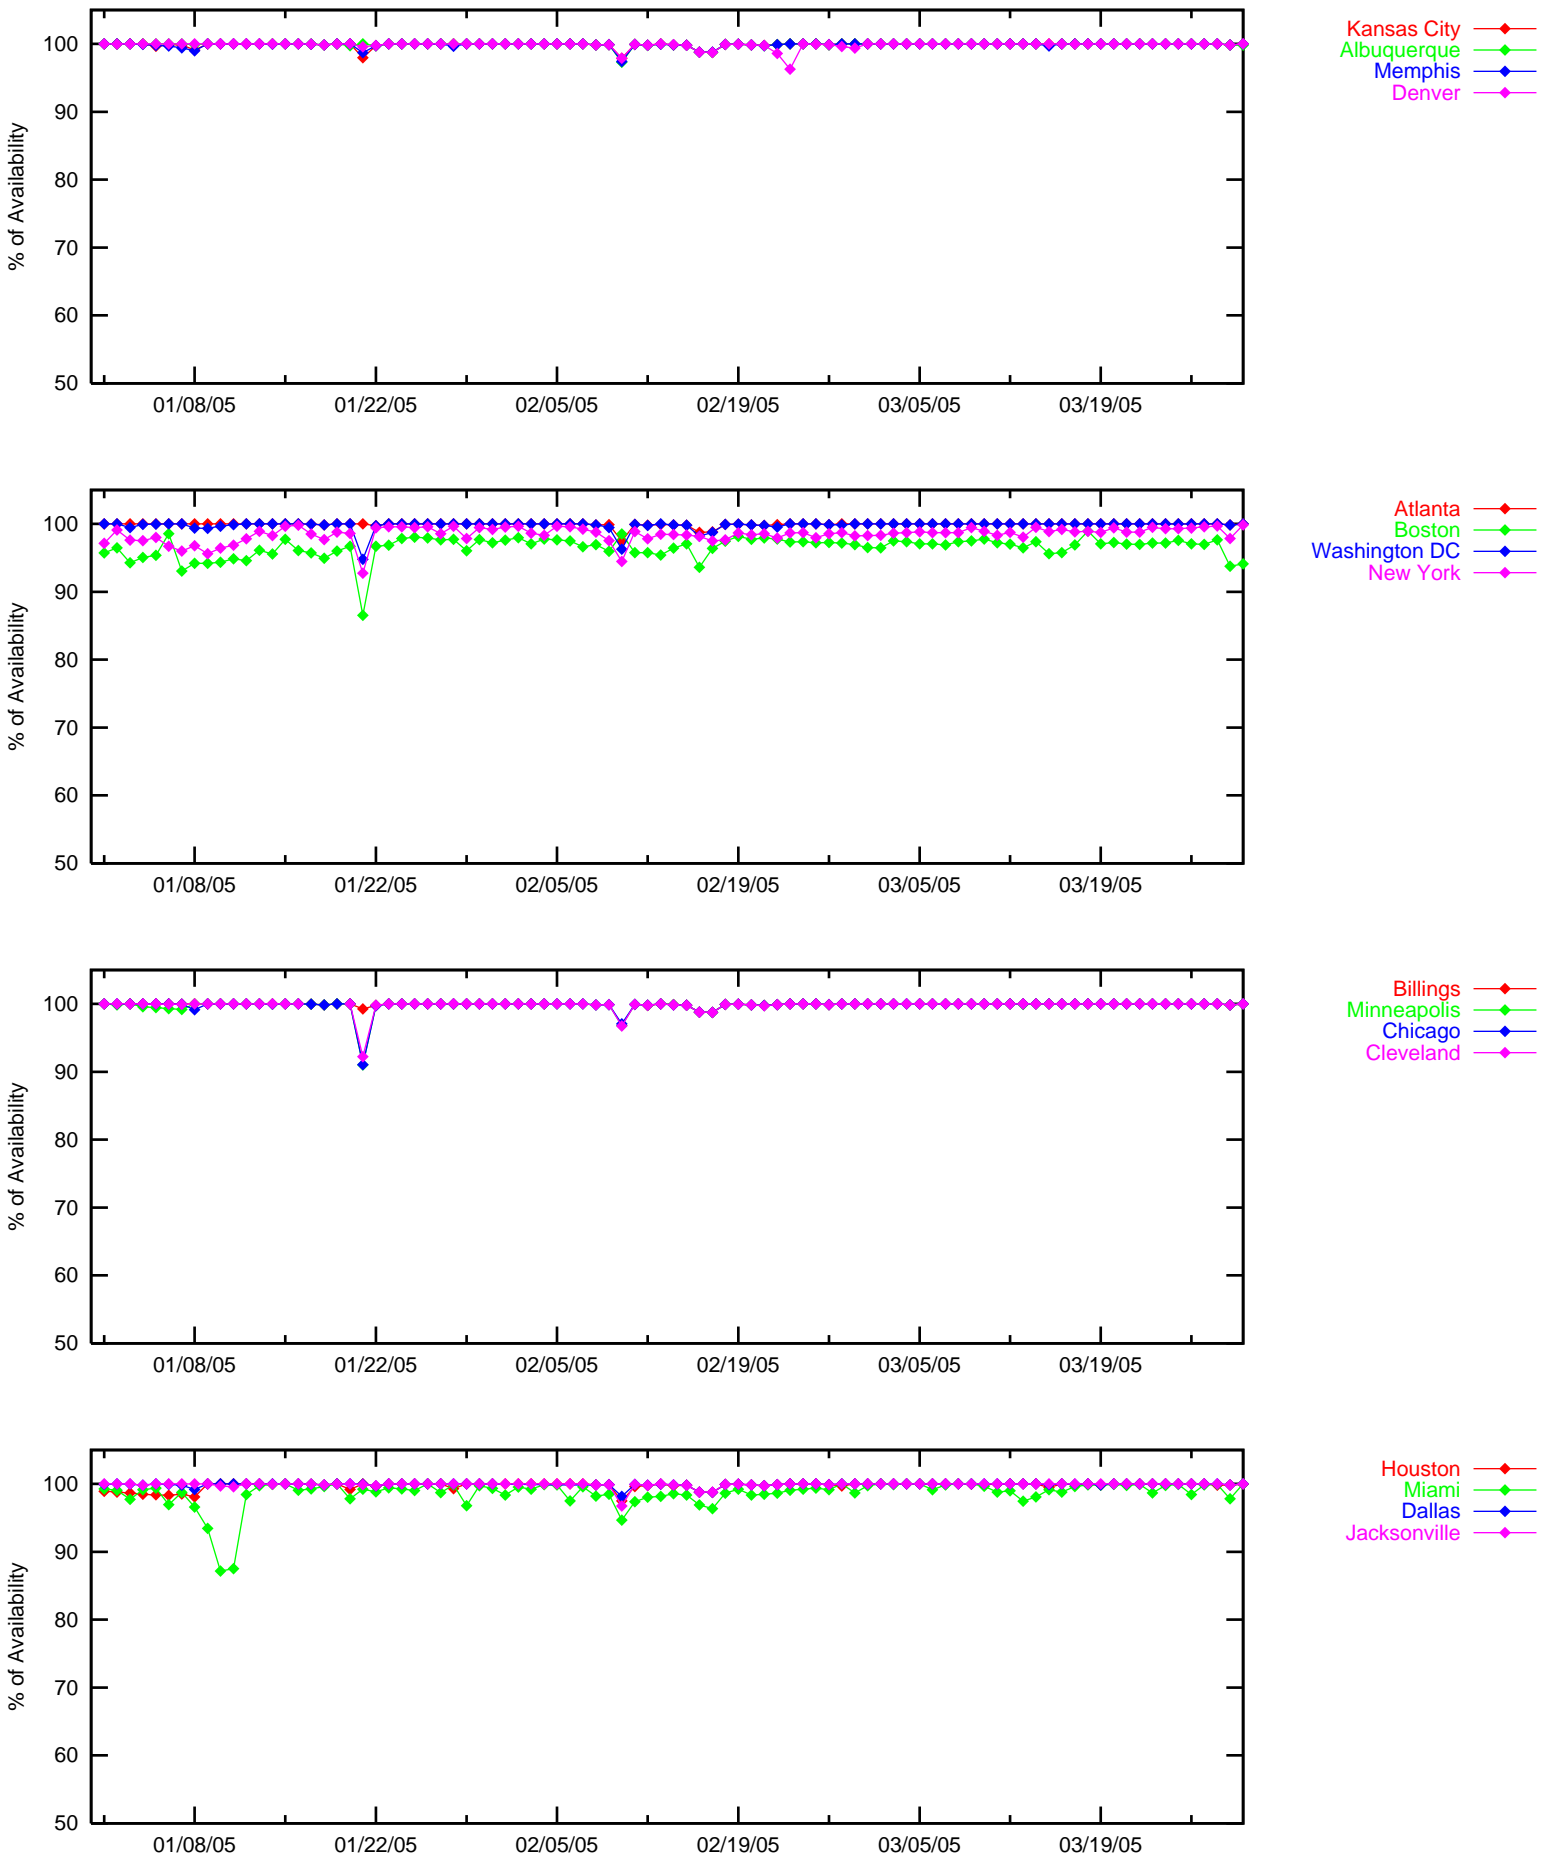 % of Availability
100
90
80
70
60
50
01/08/05 01/22/05 02/05/05 02/19/05 03/05/05 03/19/05
Kansas City
Albuquerque
Memphis
Denver
% of Availability
100
90
80
70
60
50
01/08/05 01/22/05 02/05/05 02/19/05 03/05/05 03/19/05
Atlanta
Boston
Washington DC
New York
% of Availability
100
90
80
70
60
50
01/08/05 01/22/05 02/05/05 02/19/05 03/05/05 03/19/05
Billings
Minneapolis
Chicago
Cleveland
% of Availability
100
90
80
70
60
50
01/08/05 01/22/05 02/05/05 02/19/05 03/05/05 03/19/05
Houston
Miami
Dallas
Jacksonville